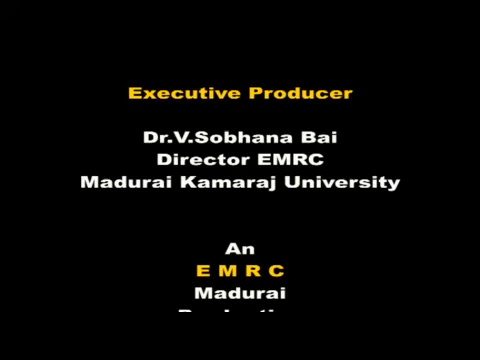 Executive Producer
Dr.V.Sobhana Bai
Director EMRC
Madurai Kamaraj University
An
E M R C
Madurai